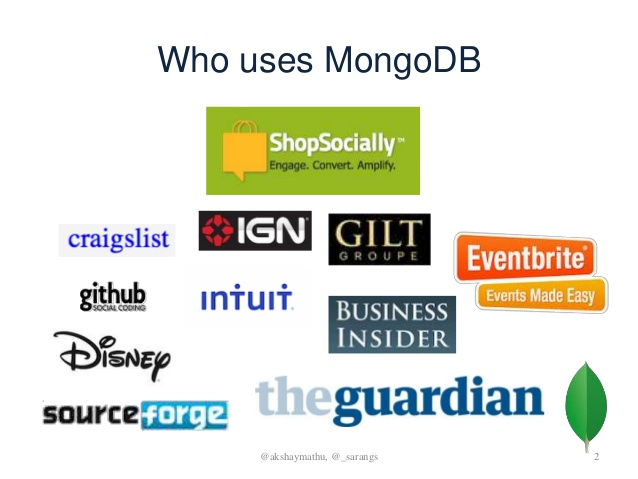 Who uses MongoDB
ShopSocially™
Engage. Convert. Amplify.
craigslist
IGN
GILT
GROUPE
Eventbrite®
Events Made Easy
github
SOCIAL CODING
intuit.
BUSINESS
INSIDER
Disney
sourceforge
theguardian
@akshaymathu, @_sarangs
2